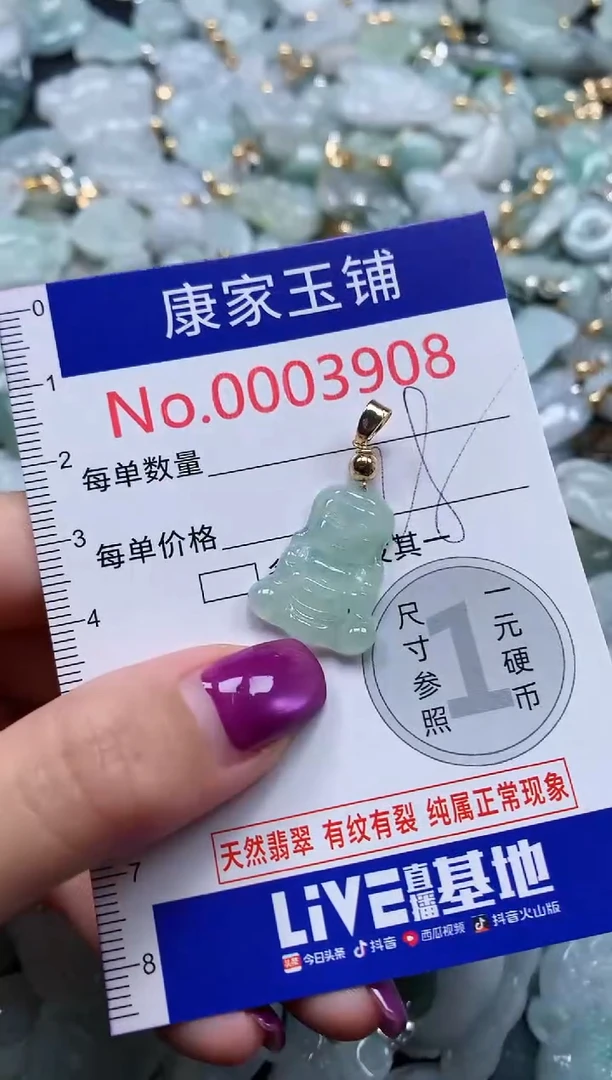 康家玉铺
No.0003908
0
1
2
3
4
7
8
每单数量
每单价格
其一
尺寸参照
1
一元硬币
天然翡翠 有纹有裂 纯属正常现象
LiVE直播基地
头条 今日头条 抖音 西瓜视频 抖音火山版